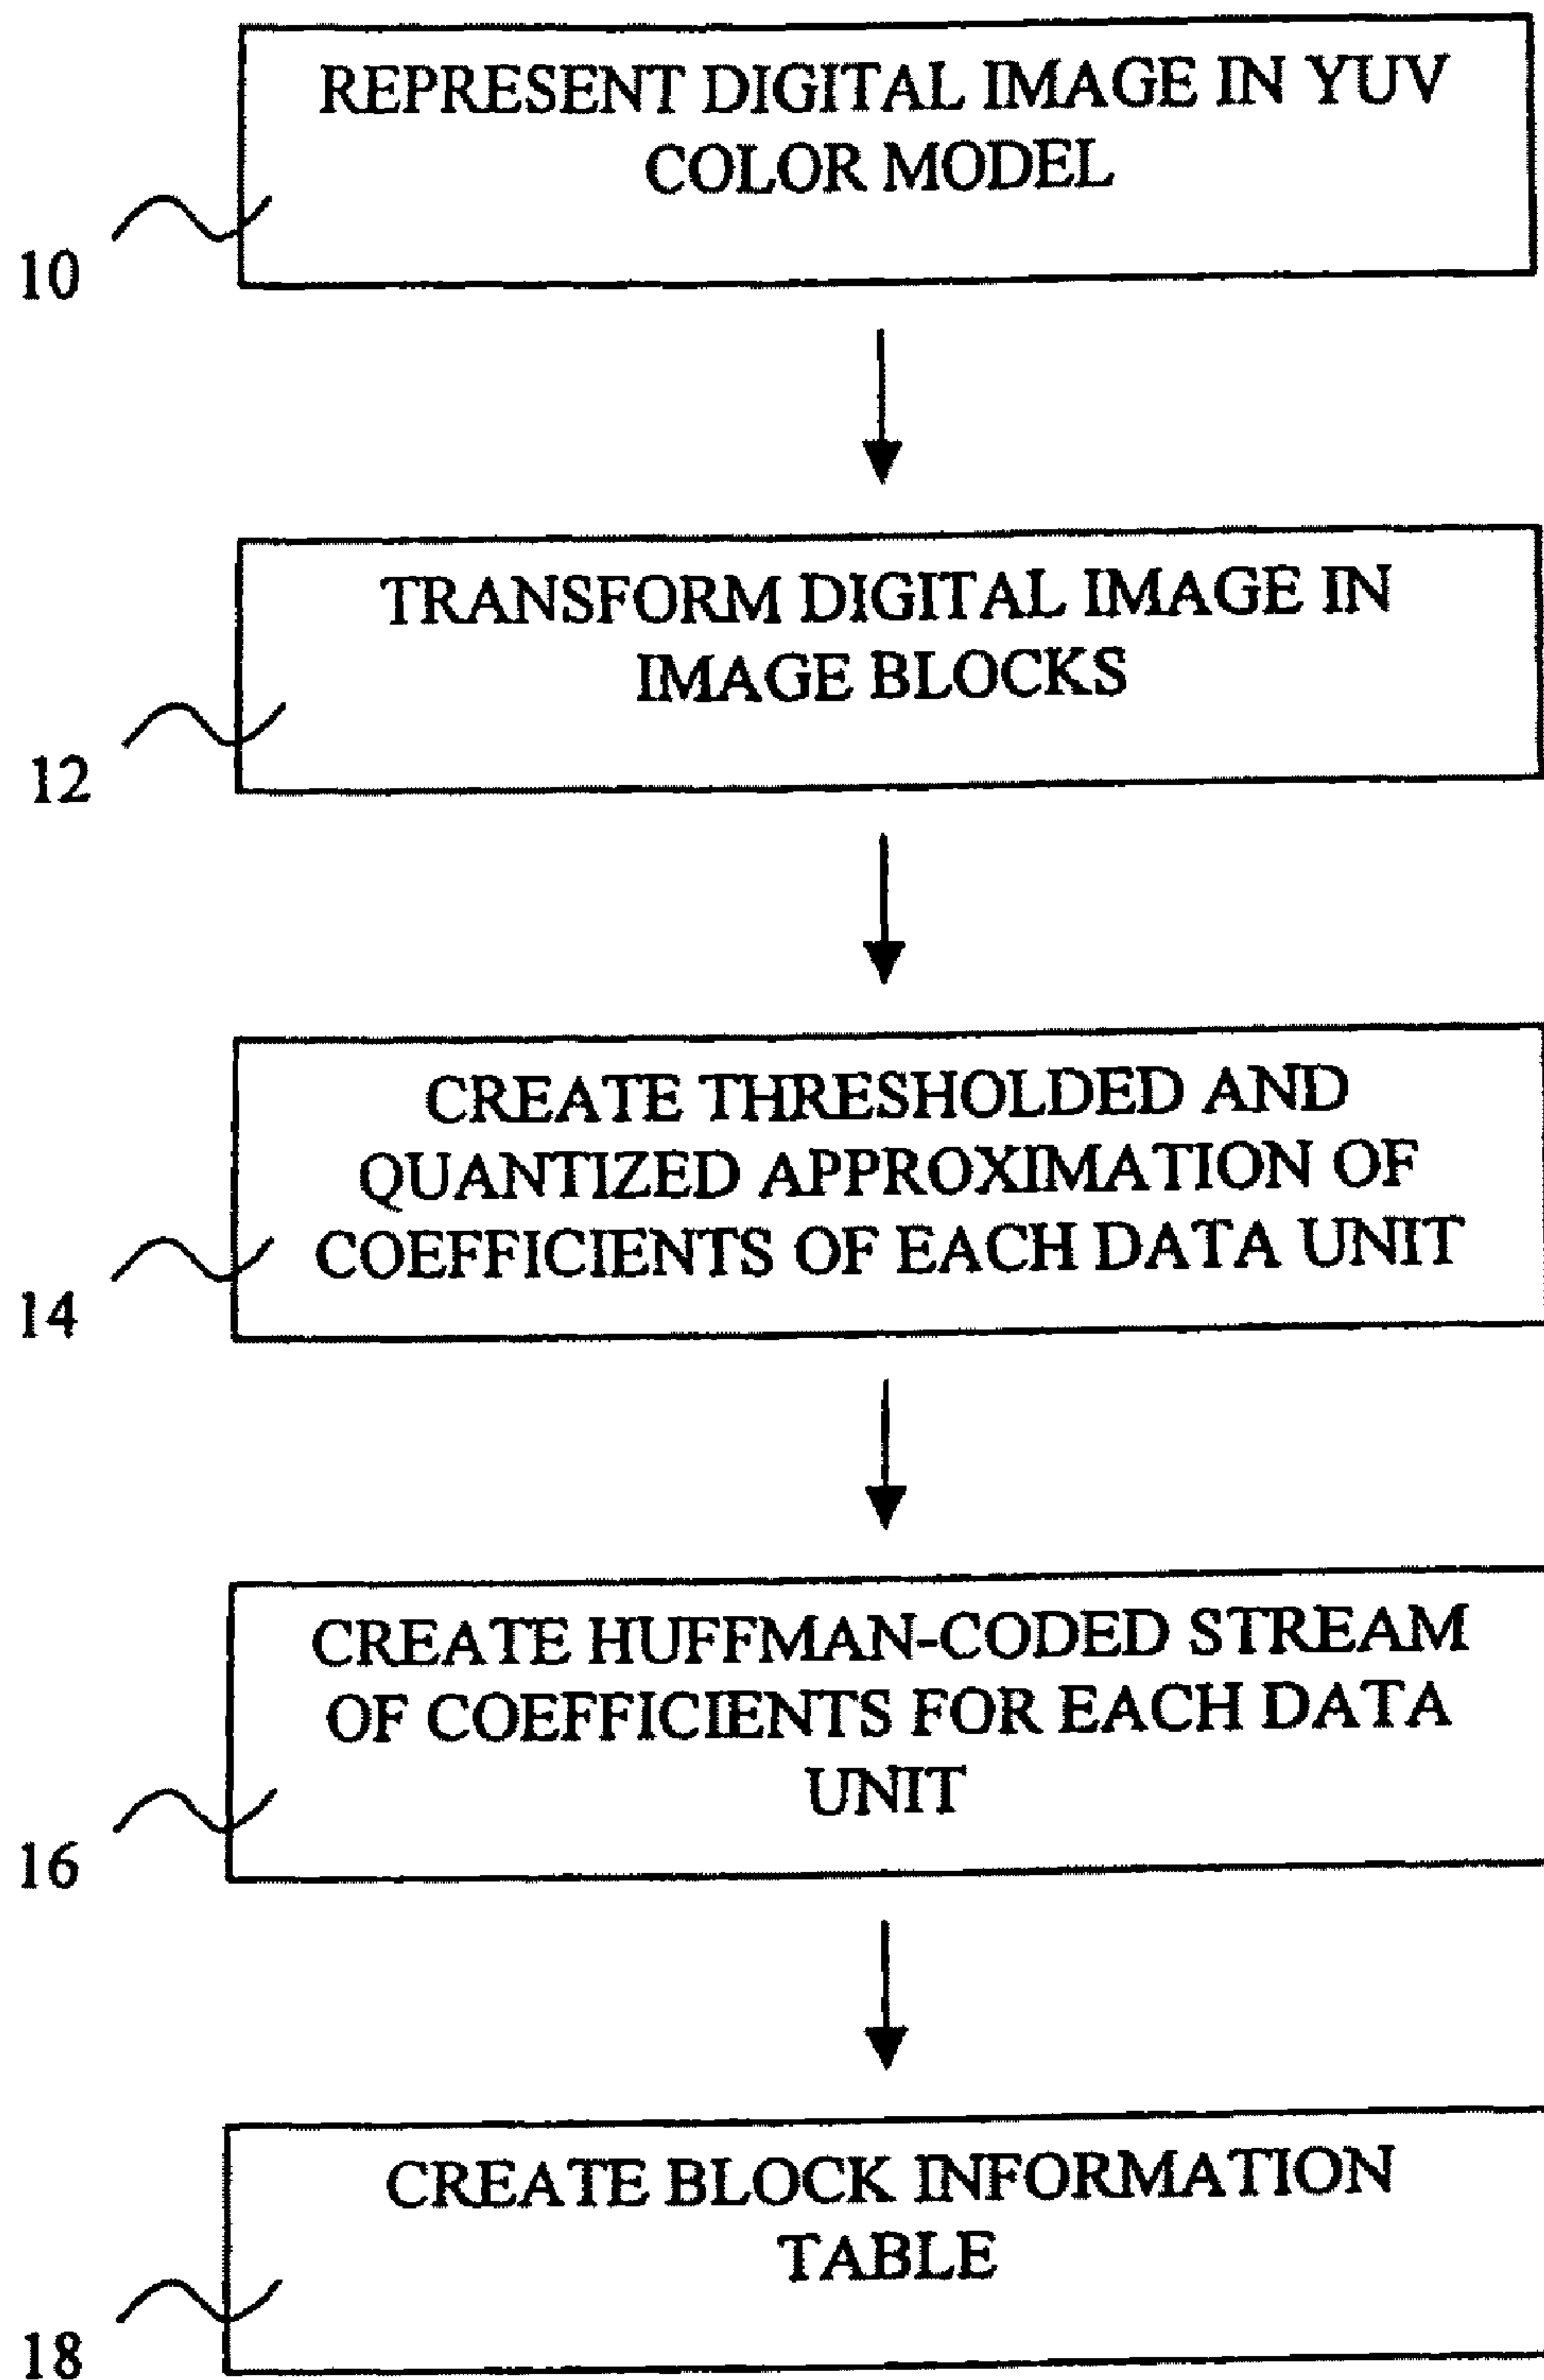 REPRESENT DIGITAL IMAGE IN YUV
COLOR MODEL
10
TRANSFORM DIGITAL IMAGE IN
IMAGE BLOCKS
12
CREATE THRESHOLDED AND
QUANTIZED APPROXIMATION OF
COEFFICIENTS OF EACH DATA UNIT
14
CREATE HUFFMAN-CODED STREAM
OF COEFFICIENTS FOR EACH DATA
UNIT
16
CREATE BLOCK INFORMATION
TABLE
18